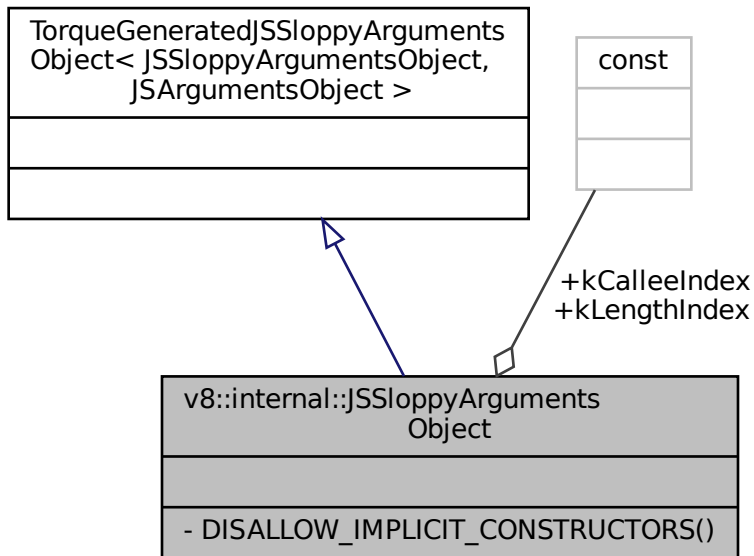 TorqueGeneratedJSSloppyArguments
Object< JSSloppyArgumentsObject,
JSArgumentsObject >
const
+kCalleeIndex
+kLengthIndex
v8::internal::JSSloppyArguments
Object
- DISALLOW_IMPLICIT_CONSTRUCTORS()